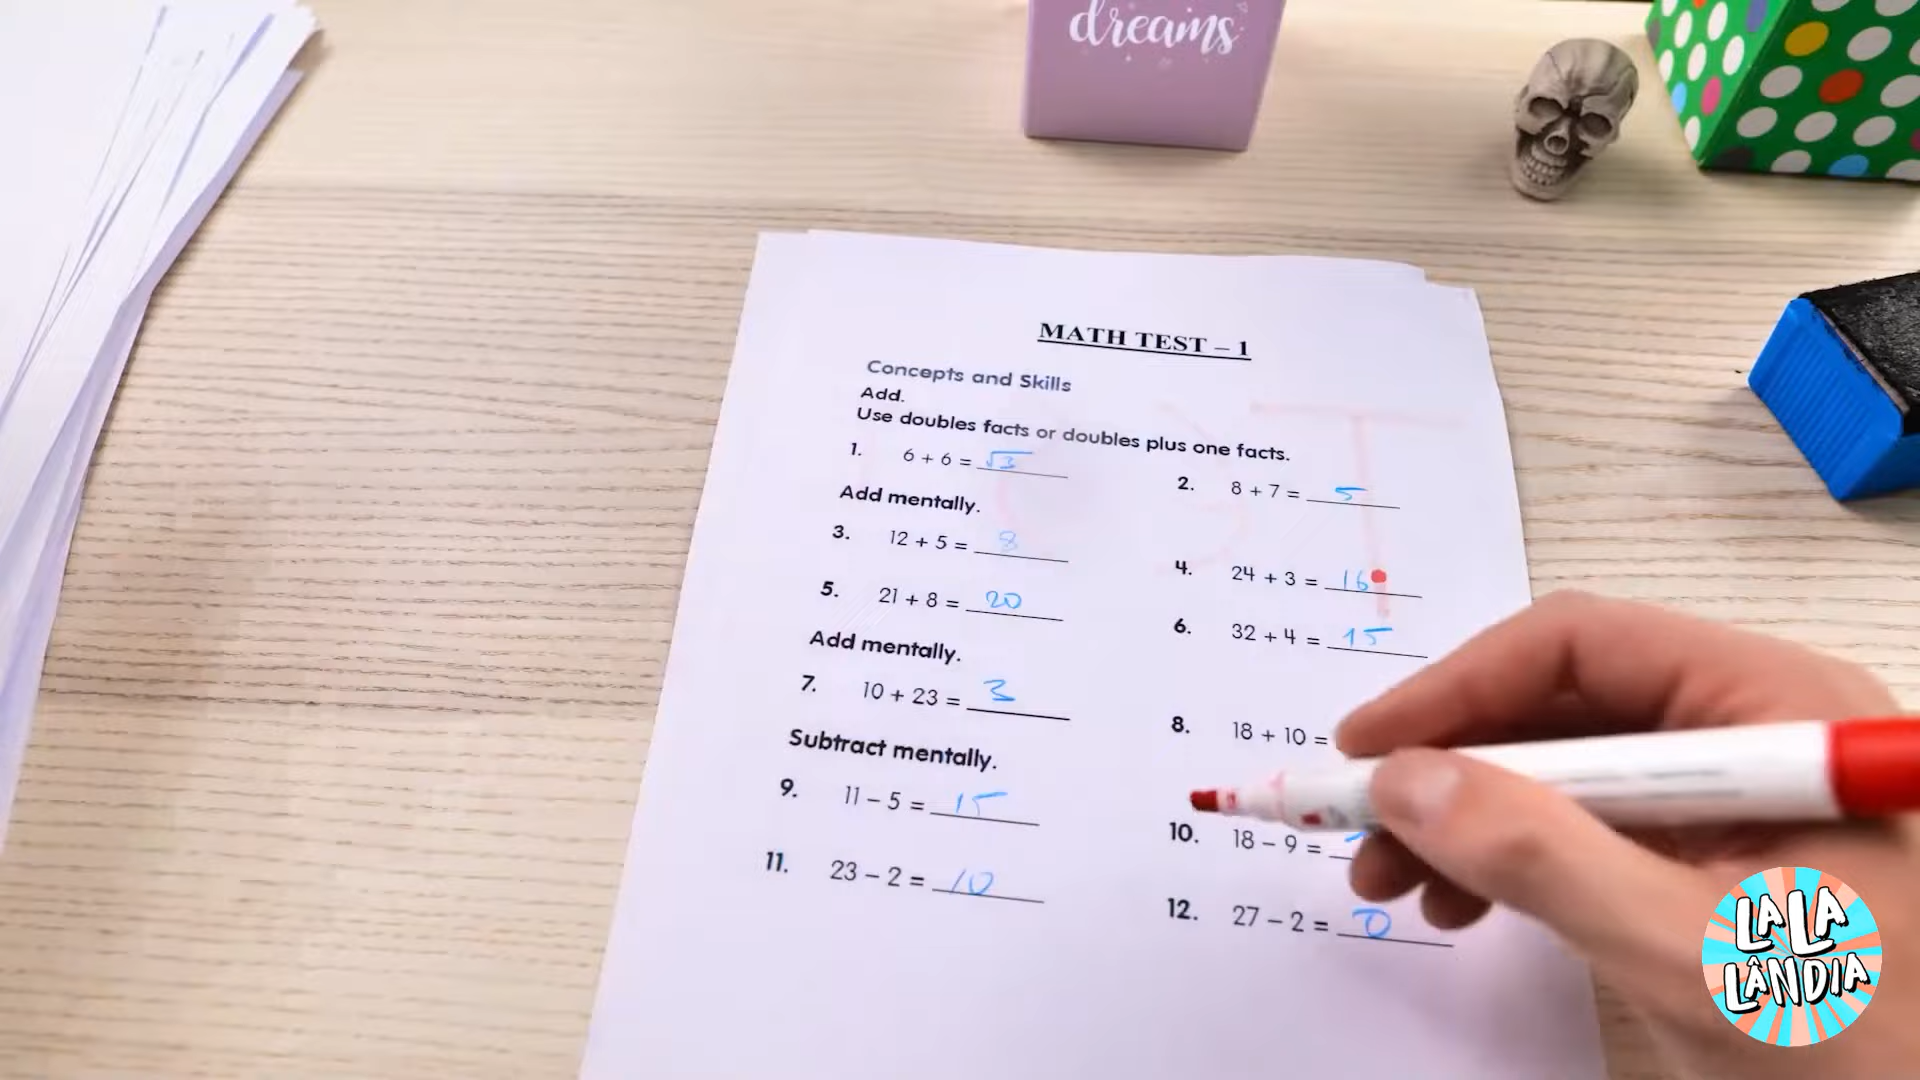 dreams
MATH TEST – 1
Concepts and Skills
Add.
Use doubles facts or doubles plus one facts.
1. 6 + 6 = √3
2. 8 + 7 = 5
Add mentally.
3. 12 + 5 = 8
4. 24 + 3 = 16
5. 21 + 8 = 20
6. 32 + 4 = 15
Add mentally.
7. 10 + 23 = 3
8. 18 + 10 =
Subtract mentally.
9. 11 – 5 = 15
10. 18 – 9 =
11. 23 – 2 = 10
12. 27 – 2 = 0
LA LA
LÂNDIA